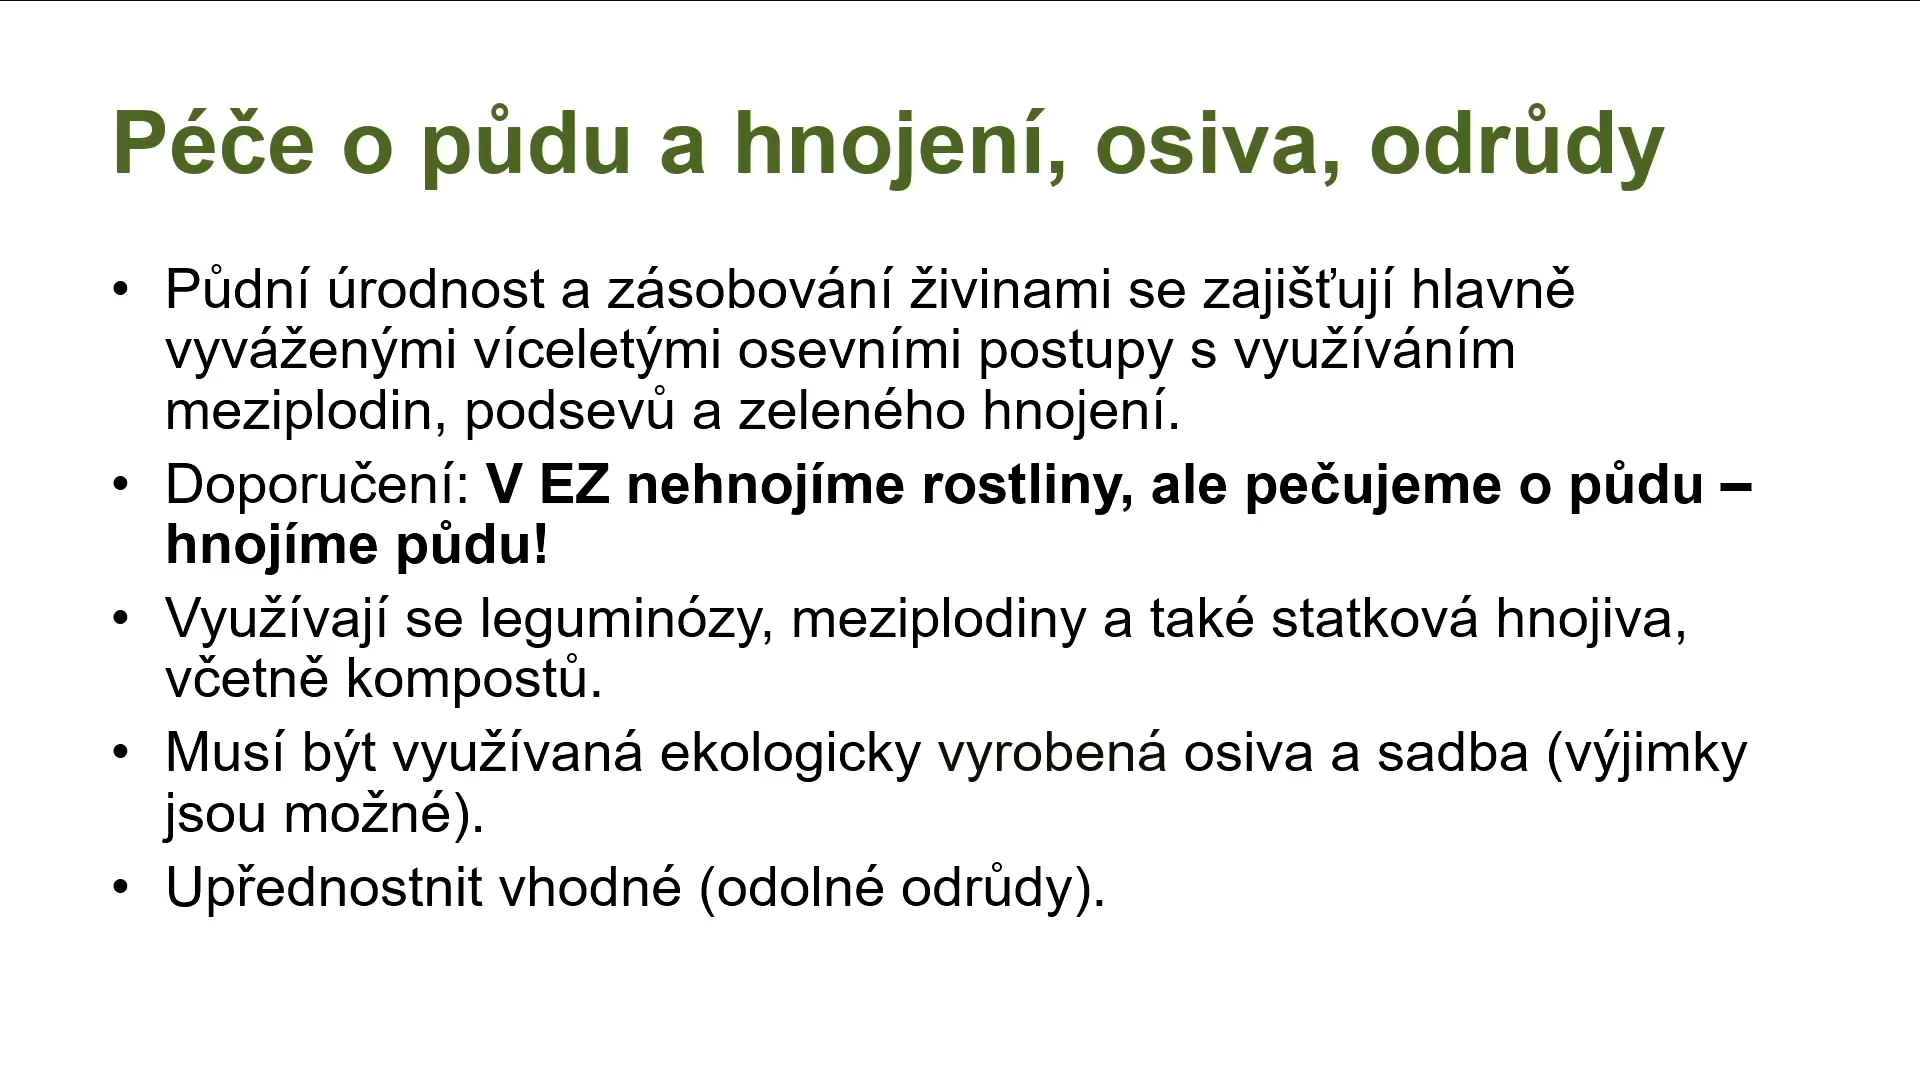 Péče o půdu a hnojení, osiva, odrůdy
• Půdní úrodnost a zásobování živinami se zajišťují hlavně
vyváženými víceletými osevními postupy s využíváním
meziplodin, podsevů a zeleného hnojení.
• Doporučení: V EZ nehnojíme rostliny, ale pečujeme o půdu –
hnojíme půdu!
• Využívají se leguminózy, meziplodiny a také statková hnojiva,
včetně kompostů.
• Musí být využívaná ekologicky vyrobená osiva a sadba (výjimky
jsou možné).
• Upřednostnit vhodné (odolné odrůdy).